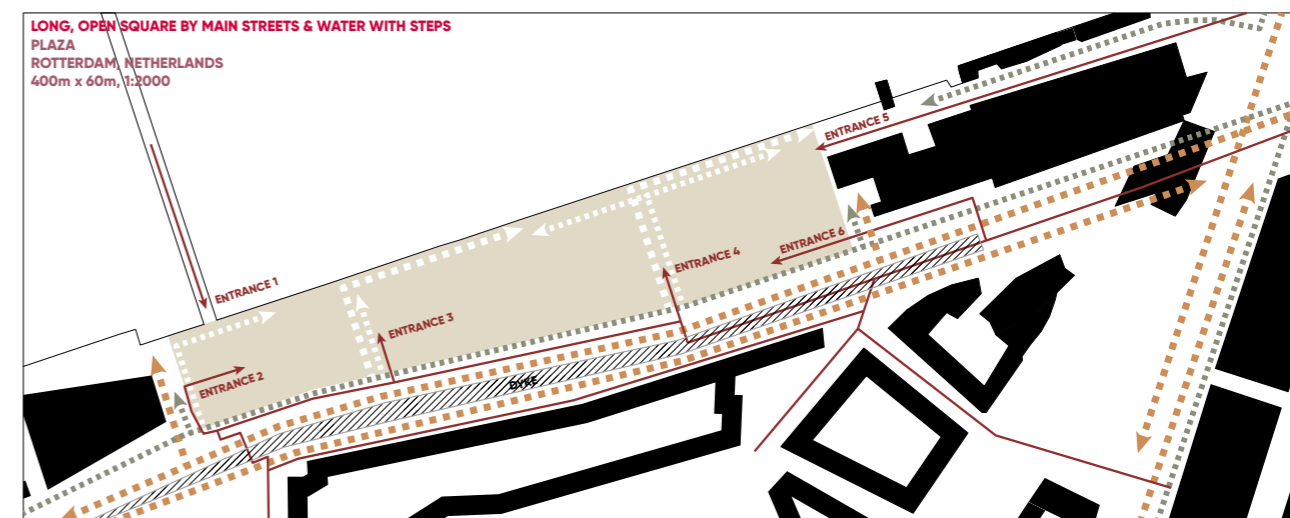 LONG, OPEN SQUARE BY MAIN STREETS & WATER WITH STEPS
PLAZA
ROTTERDAM, NETHERLANDS
400m x 60m, 1:2000
ENTRANCE 5
ENTRANCE 6
ENTRANCE 4
ENTRANCE 1
ENTRANCE 3
ENTRANCE 2
DYKE